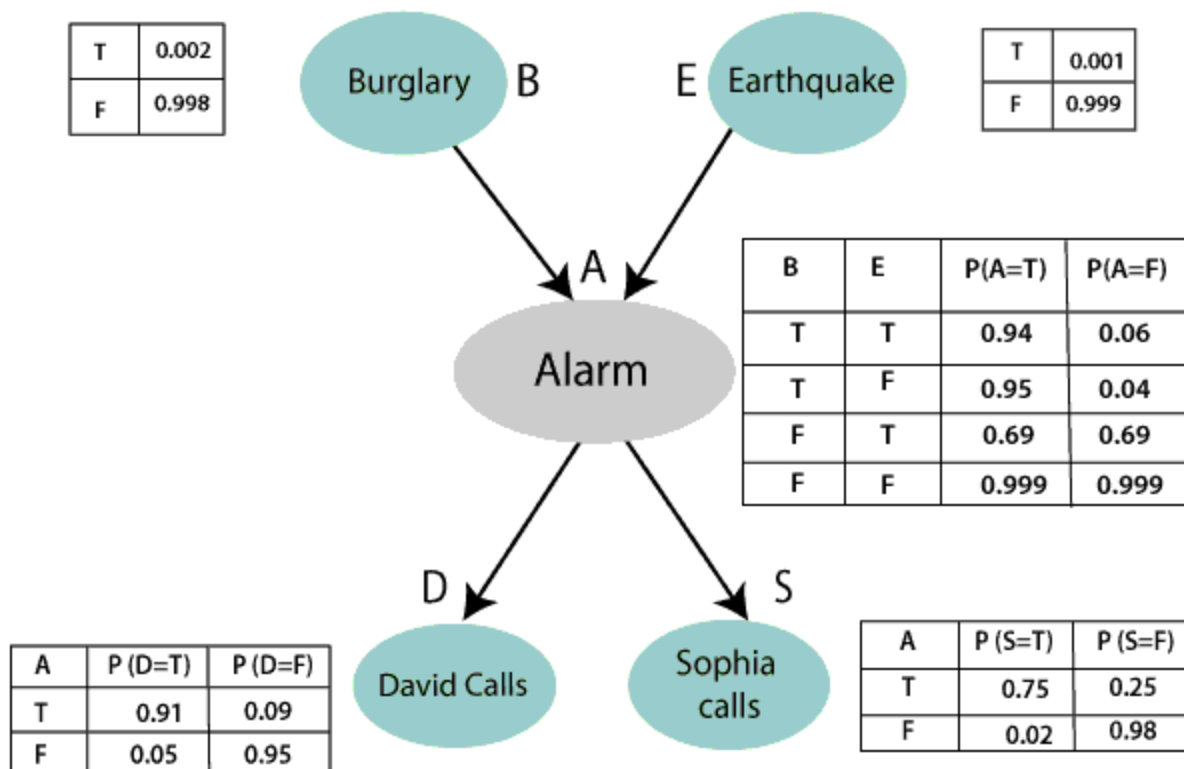 T 0.002
F 0.998
Burglary B
E Earthquake
T 0.001
F 0.999
A
Alarm
B E P(A=T) P(A=F)
T T 0.94 0.06
T F 0.95 0.04
F T 0.69 0.69
F F 0.999 0.999
D
S
A P (D=T) P (D=F)
T 0.91 0.09
F 0.05 0.95
David Calls
Sophia
calls
A P (S=T) P (S=F)
T 0.75 0.25
F 0.02 0.98